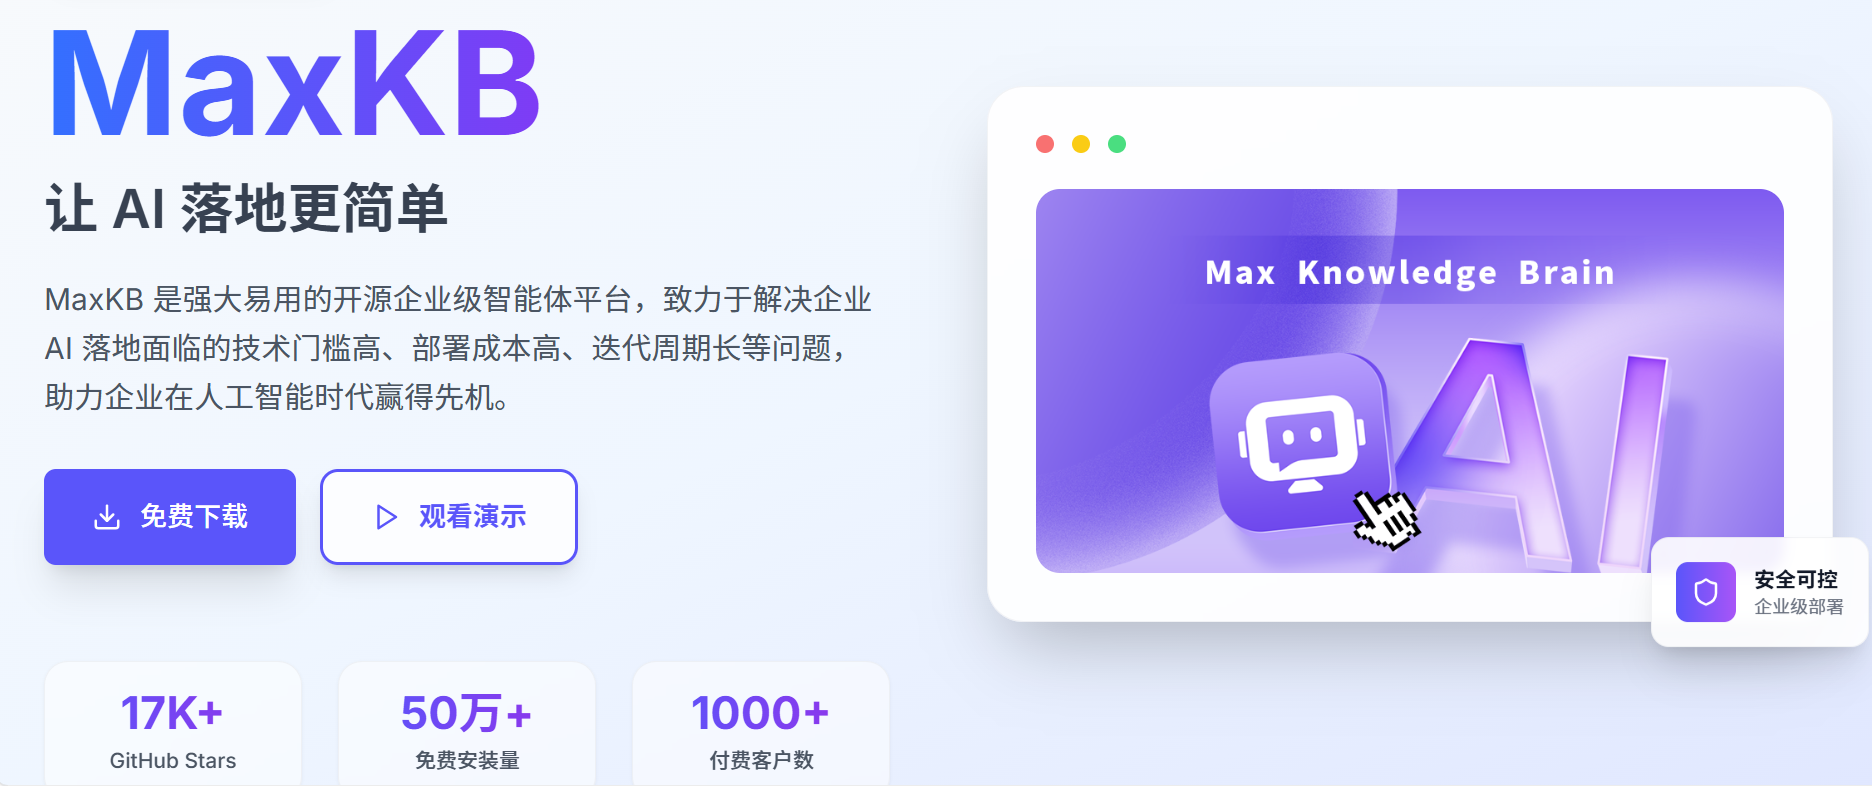 MaxKB
让 AI 落地更简单
MaxKB 是强大易用的开源企业级智能体平台，致力于解决企业
AI 落地面临的技术门槛高、部署成本高、迭代周期长等问题，
助力企业在人工智能时代赢得先机。
免费下载
观看演示
17K+
GitHub Stars
50万+
免费安装量
1000+
付费客户数
Max Knowledge Brain
AI
安全可控
企业级部署